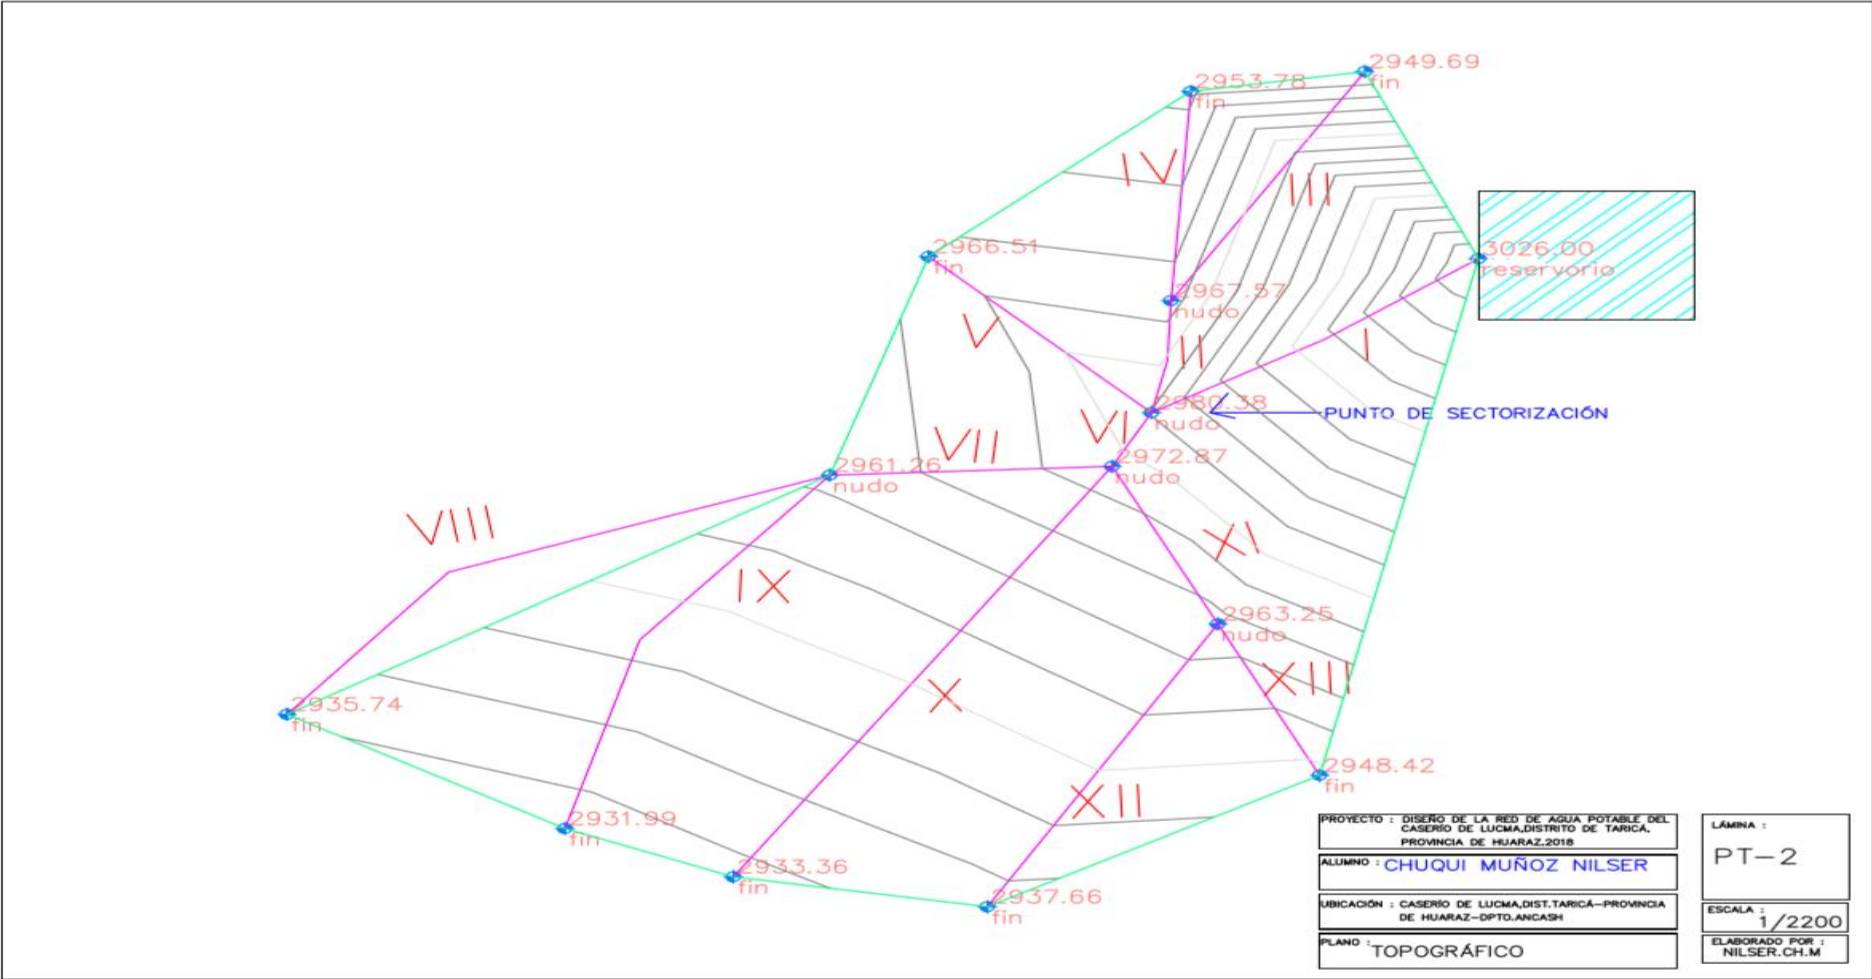 2949.69
fin
2953.78
fin
IV
III
2966.51
fin
3026.00
reservorio
2967.57
nudo
V
II
I
2980.38
nudo
PUNTO DE SECTORIZACIÓN
VI
VII
2972.87
nudo
2961.26
nudo
VIII
XI
IX
2963.25
nudo
XIII
X
2935.74
fin
2948.42
fin
XII
2931.99
fin
2933.36
fin
2937.66
fin
PROYECTO : DISEÑO DE LA RED DE AGUA POTABLE DEL
CASERÍO DE LUCMA,DISTRITO DE TARICÁ,
PROVINCIA DE HUARAZ,2018
ALUMNO : CHUQUI MUÑOZ NILSER
UBICACIÓN : CASERÍO DE LUCMA,DIST.TARICÁ-PROVINCIA
DE HUARAZ-DPTO.ANCASH
PLANO : TOPOGRÁFICO
LÁMINA :
PT-2
ESCALA :
1/2200
ELABORADO POR :
NILSER.CH.M